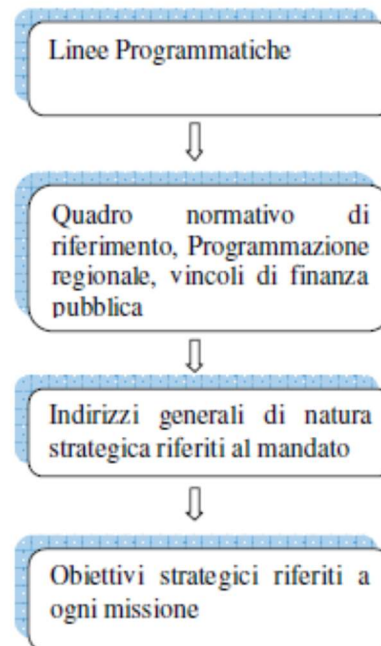 Linee Programmatiche
Quadro normativo di
riferimento, Programmazione
regionale, vincoli di finanza
pubblica
Indirizzi generali di natura
strategica riferiti al mandato
Obiettivi strategici riferiti a
ogni missione